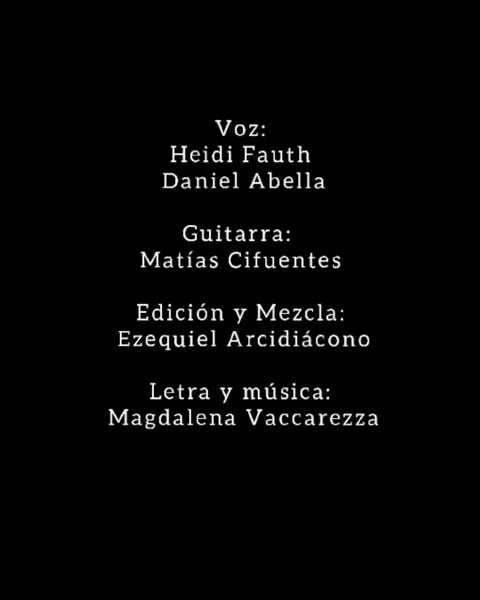 Voz:
Heidi Fauth
Daniel Abella
Guitarra:
Matías Cifuentes
Edición y Mezcla:
Ezequiel Arcidiácono
Letra y música:
Magdalena Vaccarezza